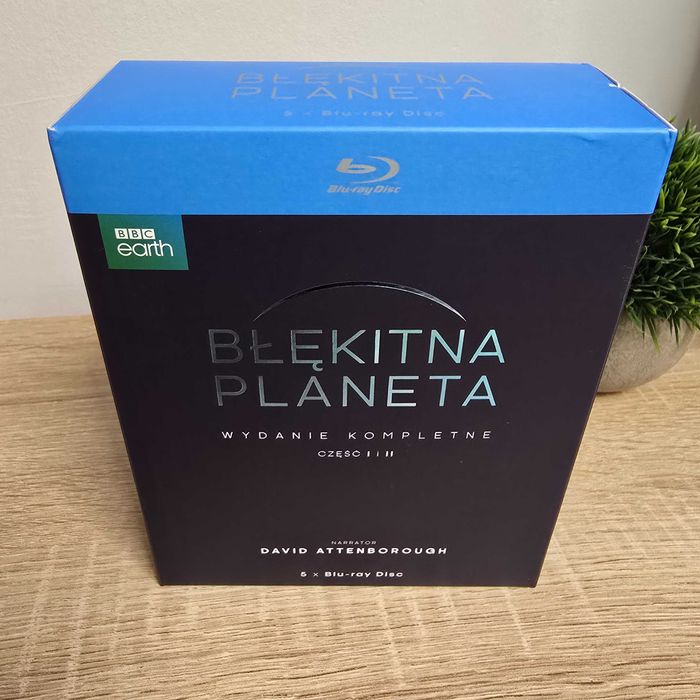 BŁĘKITNA
PLANETA
5 × Blu-ray Disc
Blu-ray Disc
BBC
earth
BŁĘKITNA
PLANETA
WYDANIE KOMPLETNE
CZĘŚĆ I i II
NARRATOR
DAVID ATTENBOROUGH
5 × Blu-ray Disc